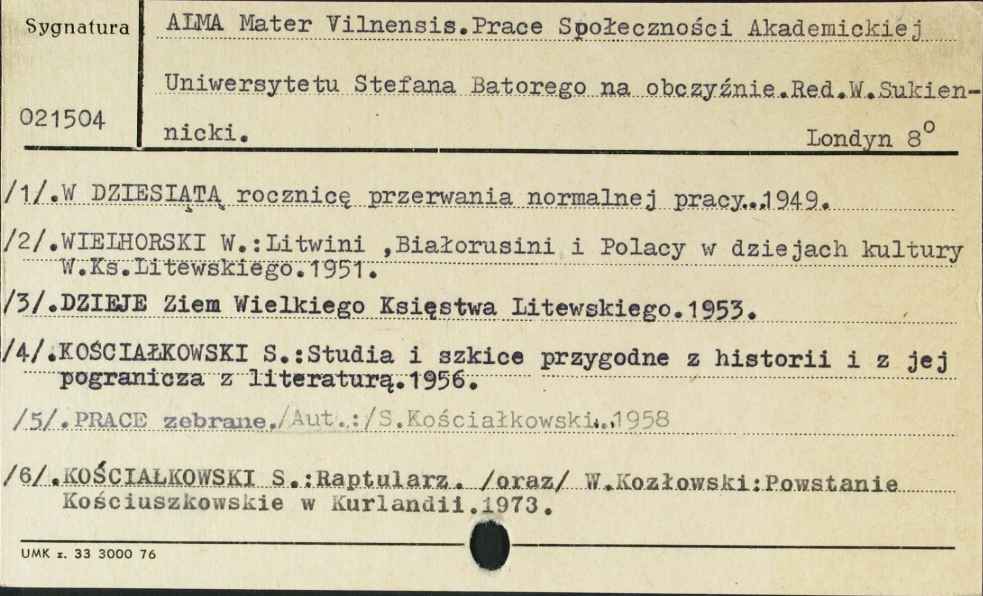 Sygnatura
ALMA Mater Vilnensis.Prace Społeczności Akademickiej
Uniwersytetu Stefana Batorego na obczyźnie.Red.W.Sukien-
021504
nicki.
Londyn 8⁰
/1/.W DZIESIĄTĄ rocznicę przerwania normalnej pracy...1949.
/2/.WIELHORSKI W.:Litwini ,Białorusini i Polacy w dziejach kultury
W.Ks.Litewskiego.1951.
/3/.DZIEJE Ziem Wielkiego Księstwa Litewskiego.1953.
/4/.KOŚCIAŁKOWSKI S.:Studia i szkice przygodne z historii i z jej
pogranicza z literaturą.1956.
/5/.PRACE zebrane./Aut.:/S.Kościałkowski...1958
/6/.KOŚCIAŁKOWSKI S.:Raptularz. /oraz/ W.Kozłowski:Powstanie
Kościuszkowskie w Kurlandii.1973.
UMK z. 33 3000 76